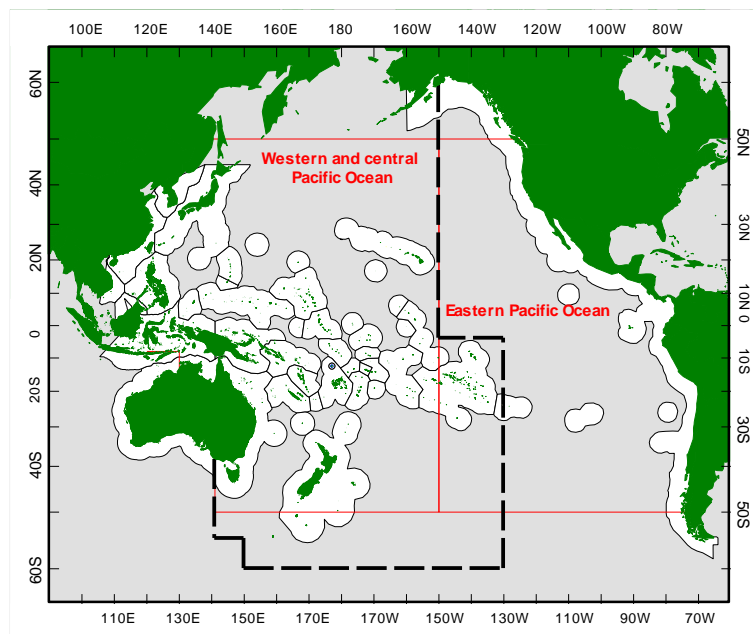 100E 120E 140E 160E 180 160W 140W 120W 100W 80W
60N
50N
Western and central
Pacific Ocean
40N
30N
20N
Eastern Pacific Ocean
10N
0
0
10S
20S
30S
40S
50S
60S
110E 130E 150E 170E 170W 150W 130W 110W 90W 70W